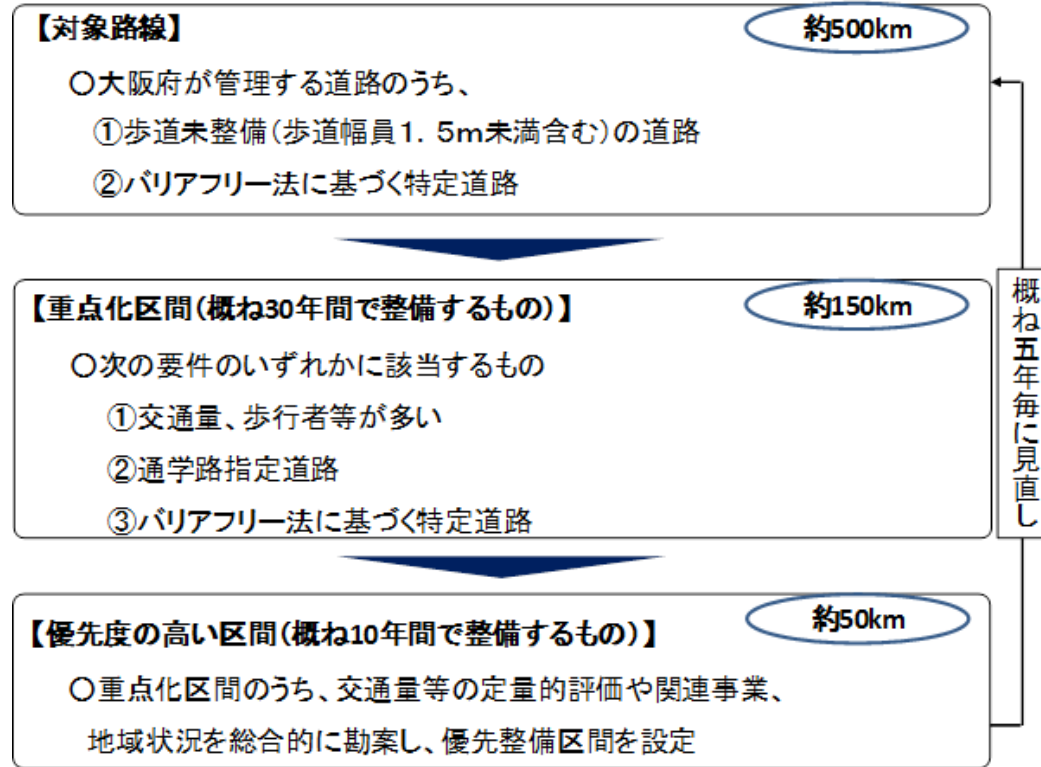 【対象路線】
約500km
〇大阪府が管理する道路のうち、
①歩道未整備(歩道幅員1．5m未満含む)の道路
②バリアフリー法に基づく特定道路
【重点化区間(概ね30年間で整備するもの)】
約150km
〇次の要件のいずれかに該当するもの
①交通量、歩行者等が多い
②通学路指定道路
③バリアフリー法に基づく特定道路
【優先度の高い区間(概ね10年間で整備するもの)】
約50km
〇重点化区間のうち、交通量等の定量的評価や関連事業、
地域状況を総合的に勘案し、優先整備区間を設定
概ね五年毎に見直し